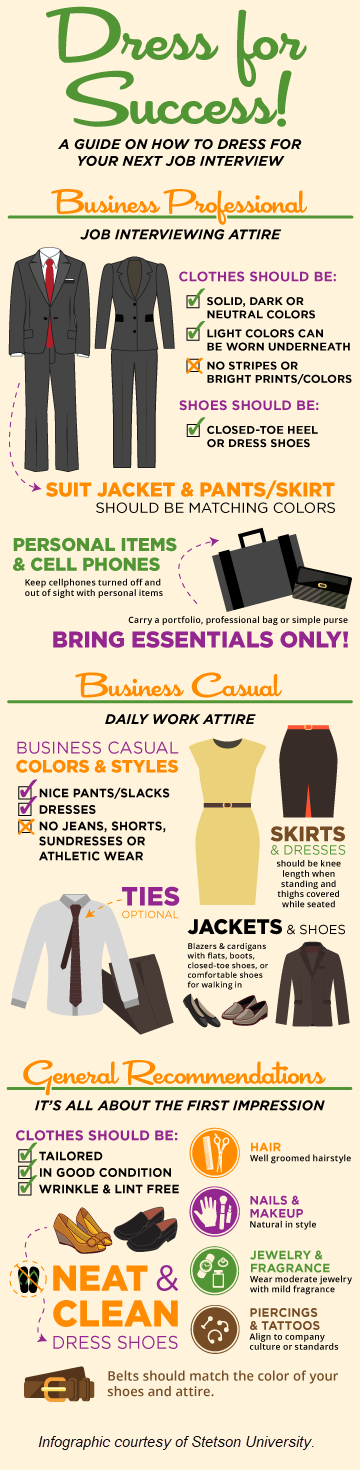 Dress for
Success!
A GUIDE ON HOW TO DRESS FOR
YOUR NEXT JOB INTERVIEW
Business Professional
JOB INTERVIEWING ATTIRE
CLOTHES SHOULD BE:
SOLID, DARK OR
NEUTRAL COLORS
LIGHT COLORS CAN
BE WORN UNDERNEATH
NO STRIPES OR
BRIGHT PRINTS/COLORS
SHOES SHOULD BE:
CLOSED-TOE HEEL
OR DRESS SHOES
SUIT JACKET & PANTS/SKIRT
SHOULD BE MATCHING COLORS
PERSONAL ITEMS
& CELL PHONES
Keep cellphones turned off and
out of sight with personal items
Carry a portfolio, professional bag or simple purse
BRING ESSENTIALS ONLY!
Business Casual
DAILY WORK ATTIRE
BUSINESS CASUAL
COLORS & STYLES
NICE PANTS/SLACKS
DRESSES
NO JEANS, SHORTS,
SUNDRESSES OR
ATHLETIC WEAR
SKIRTS
& DRESSES
should be knee
length when
standing and
thighs covered
while seated
TIES
OPTIONAL
JACKETS & SHOES
Blazers & cardigans
with flats, boots,
closed-toe shoes, or
comfortable shoes
for walking in
General Recommendations
IT'S ALL ABOUT THE FIRST IMPRESSION
CLOTHES SHOULD BE:
TAILORED
IN GOOD CONDITION
WRINKLE & LINT FREE
NEAT &
CLEAN
DRESS SHOES
HAIR
Well groomed hairstyle
NAILS &
MAKEUP
Natural in style
JEWELRY &
FRAGRANCE
Wear moderate jewelry
with mild fragrance
PIERCINGS
& TATTOOS
Align to company
culture or standards
Belts should match the color of your
shoes and attire.
Infographic courtesy of Stetson University.